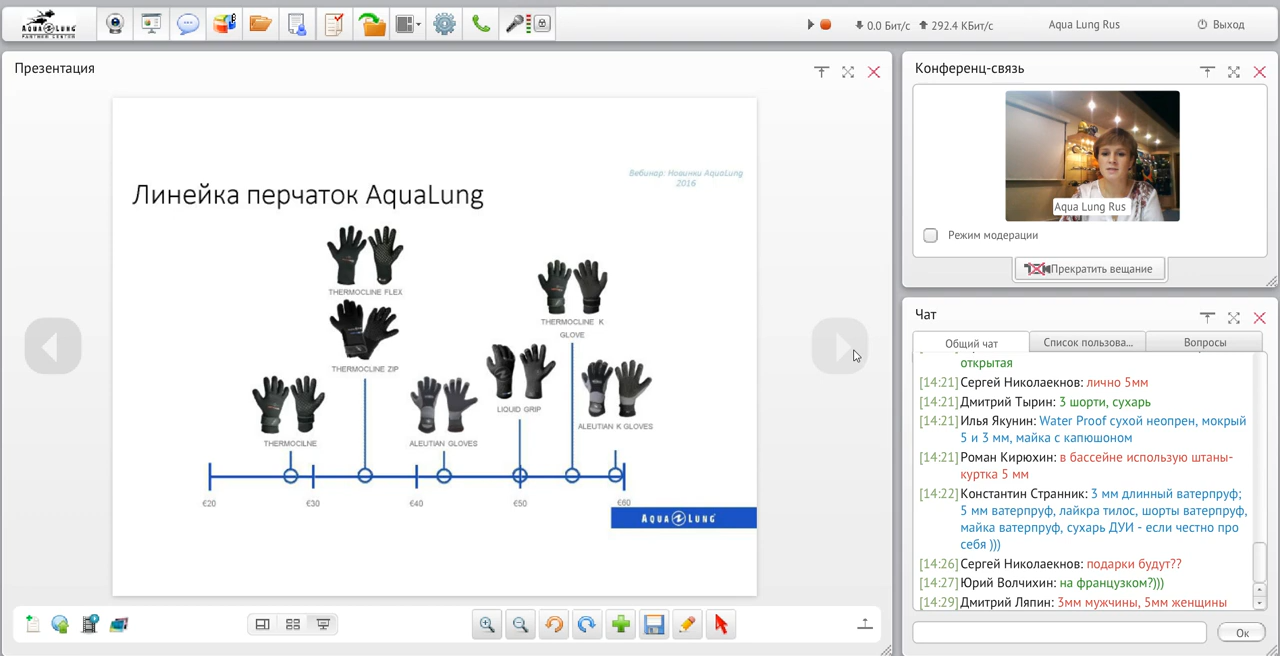 AQUA LUNG
PARTNER CENTER
0.0 Бит/с
292.4 КБит/с
Aqua Lung Rus
Выход
Презентация
Вебинар: Новинки AquaLung
2016
Линейка перчаток AquaLung
THERMOCLINE FLEX
THERMOCLINE K
GLOVE
THERMOCLINE ZIP
LIQUID GRIP
ALEUTIAN K GLOVES
THERMOCILNE
ALEUTIAN GLOVES
€20
€30
€40
€50
€60
AQUA LUNG
Конференц-связь
Aqua Lung Rus
Режим модерации
Прекратить вещание
Чат
Общий чат
Список пользова...
Вопросы
открытая
[14:21] Сергей Николаекнов: лично 5мм
[14:21] Дмитрий Тырин: 3 шорти, сухарь
[14:21] Илья Якунин: Water Proof сухой неопрен, мокрый
5 и 3 мм, майка с капюшоном
[14:21] Роман Кирюхин: в бассейне использую штаны-
куртка 5 мм
[14:22] Константин Странник: 3 мм длинный ватерпруф;
5 мм ватерпруф, лайкра тилос, шорты ватерпруф,
майка ватерпруф, сухарь ДУИ - если честно про
себя )))
[14:26] Сергей Николаекнов: подарки будут??
[14:27] Юрий Волчихин: на французком?)))
[14:29] Дмитрий Ляпин: 3мм мужчины, 5мм женщины
Ок